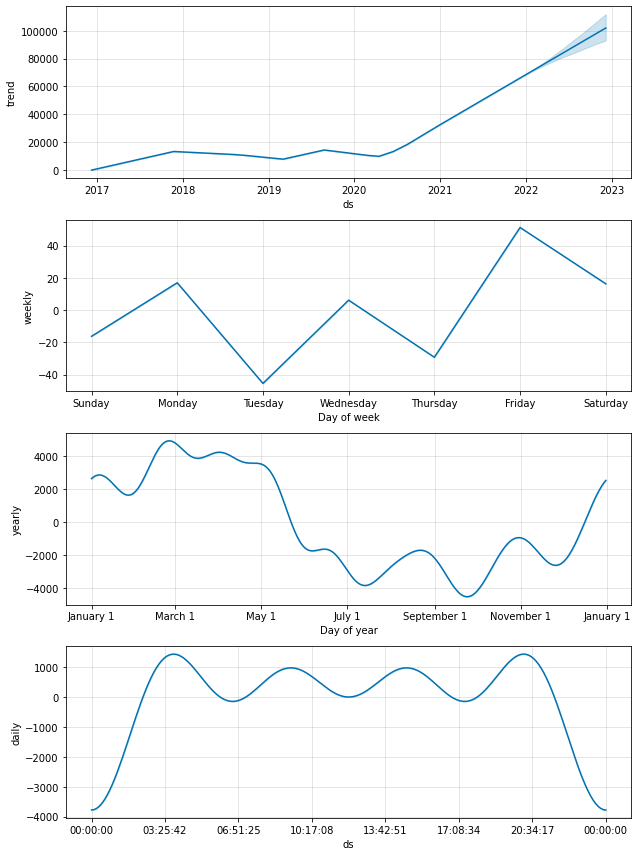 100000
80000
60000
40000
20000
0
trend
2017 2018 2019 2020 2021 2022 2023
ds
40
20
0
−20
−40
weekly
Sunday Monday Tuesday Wednesday Thursday Friday Saturday
Day of week
4000
2000
0
−2000
−4000
yearly
January 1 March 1 May 1 July 1 September 1 November 1 January 1
Day of year
1000
0
−1000
−2000
−3000
−4000
daily
00:00:00 03:25:42 06:51:25 10:17:08 13:42:51 17:08:34 20:34:17 00:00:00
ds